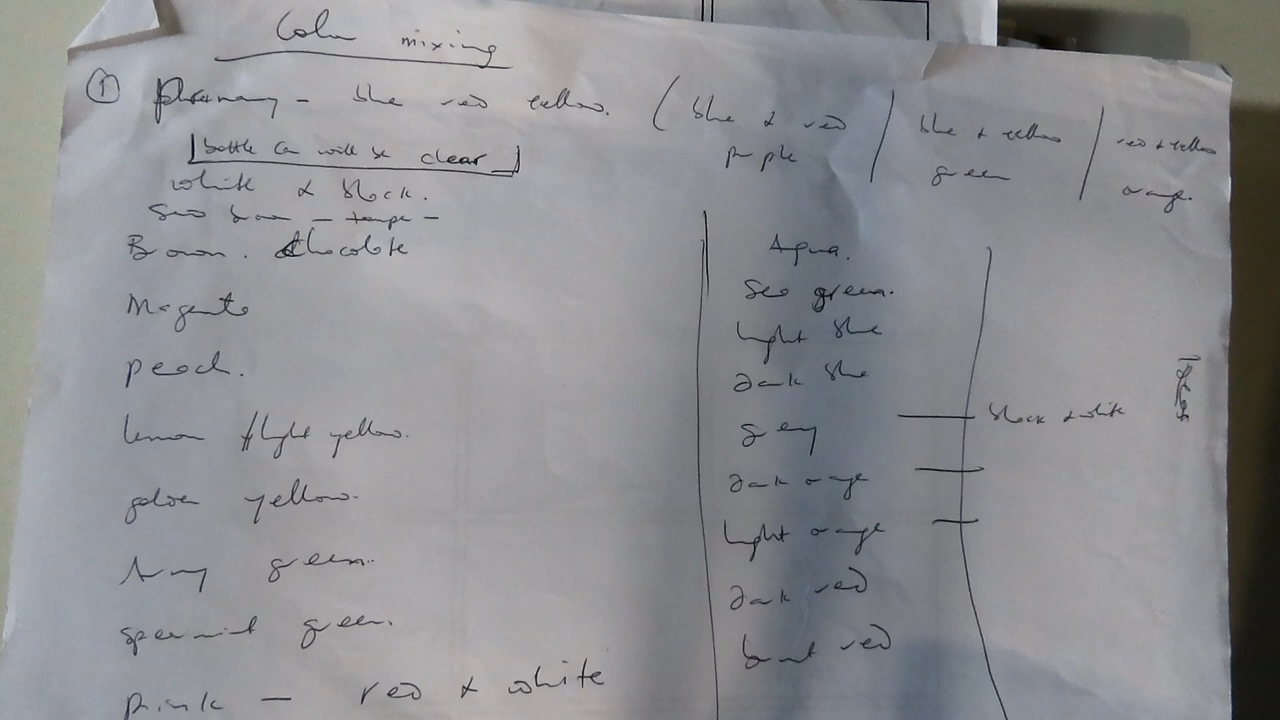 Colour mixing
① primary - blue red yellow. ( blue & red | blue & yellow | red & yellow
purple | green | orange.
[bottle can will be clear]
white & black.
brown -
Brown. Chocolate
Magenta
peach.
lemon / light yellow.
golden yellow.
Army green.
spearmint green.
pink - red & white
Aqua.
Sea green.
light blue
dark blue
grey — black & white
dark orange
light orange
dark red
burnt red